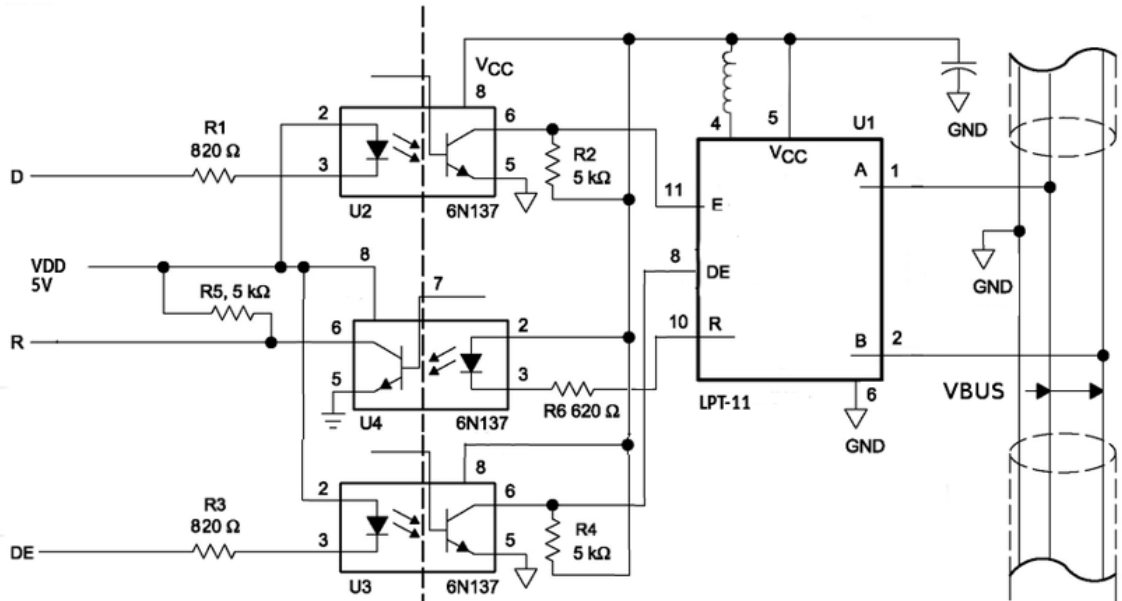 VCC
8
R1
820 Ω
2
6
4
5
GND
U1
VCC
D
3
5
R2
5 kΩ
A
1
U2
6N137
11
E
VDD
5V
8
7
8
DE
GND
R5, 5 kΩ
R
6
2
10
R
B
2
5
3
R6 620 Ω
VBUS
U4
6N137
LPT-11
6
GND
8
R3
820 Ω
2
6
DE
3
5
R4
5 kΩ
U3
6N137